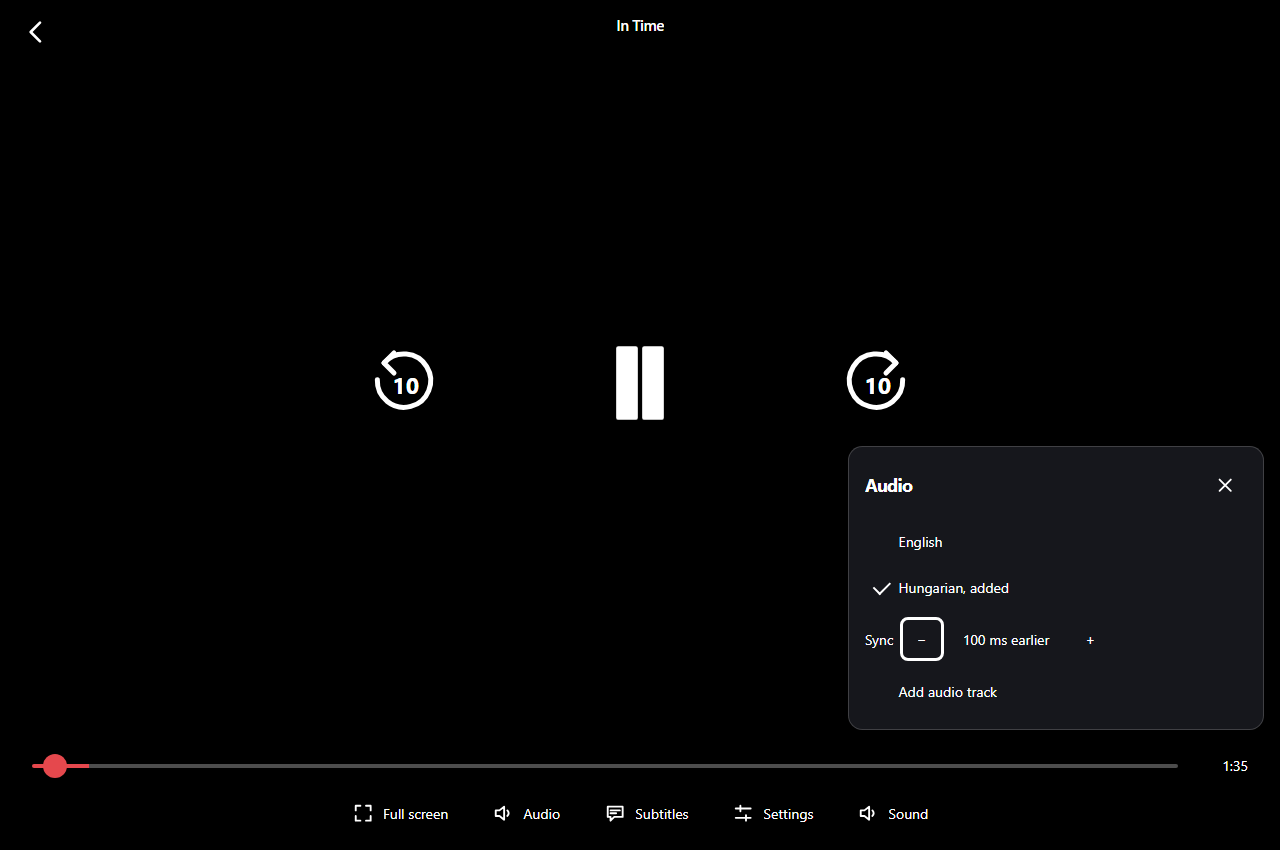 In Time
10
10
Audio
English
Hungarian, added
Sync − 100 ms earlier +
Add audio track
1:35
Full screen Audio Subtitles Settings Sound